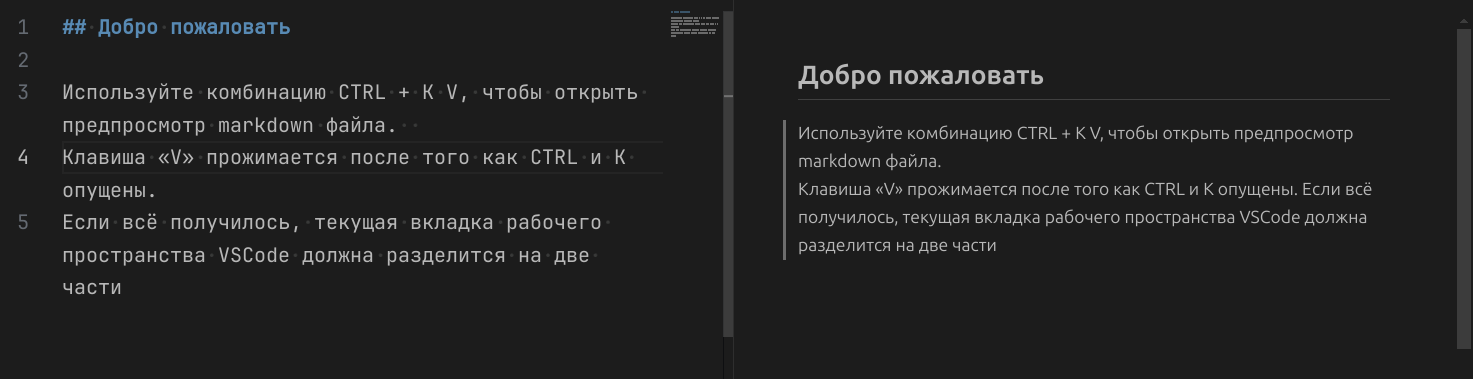 1 ## Добро пожаловать
2
3 Используйте комбинацию CTRL + K V, чтобы открыть
предпросмотр markdown файла.
4 Клавиша «V» прожимается после того как CTRL и K
опущены.
5 Если всё получилось, текущая вкладка рабочего
пространства VSCode должна разделится на две
части
Добро пожаловать
Используйте комбинацию CTRL + K V, чтобы открыть предпросмотр
markdown файла.
Клавиша «V» прожимается после того как CTRL и K опущены. Если всё
получилось, текущая вкладка рабочего пространства VSCode должна
разделится на две части